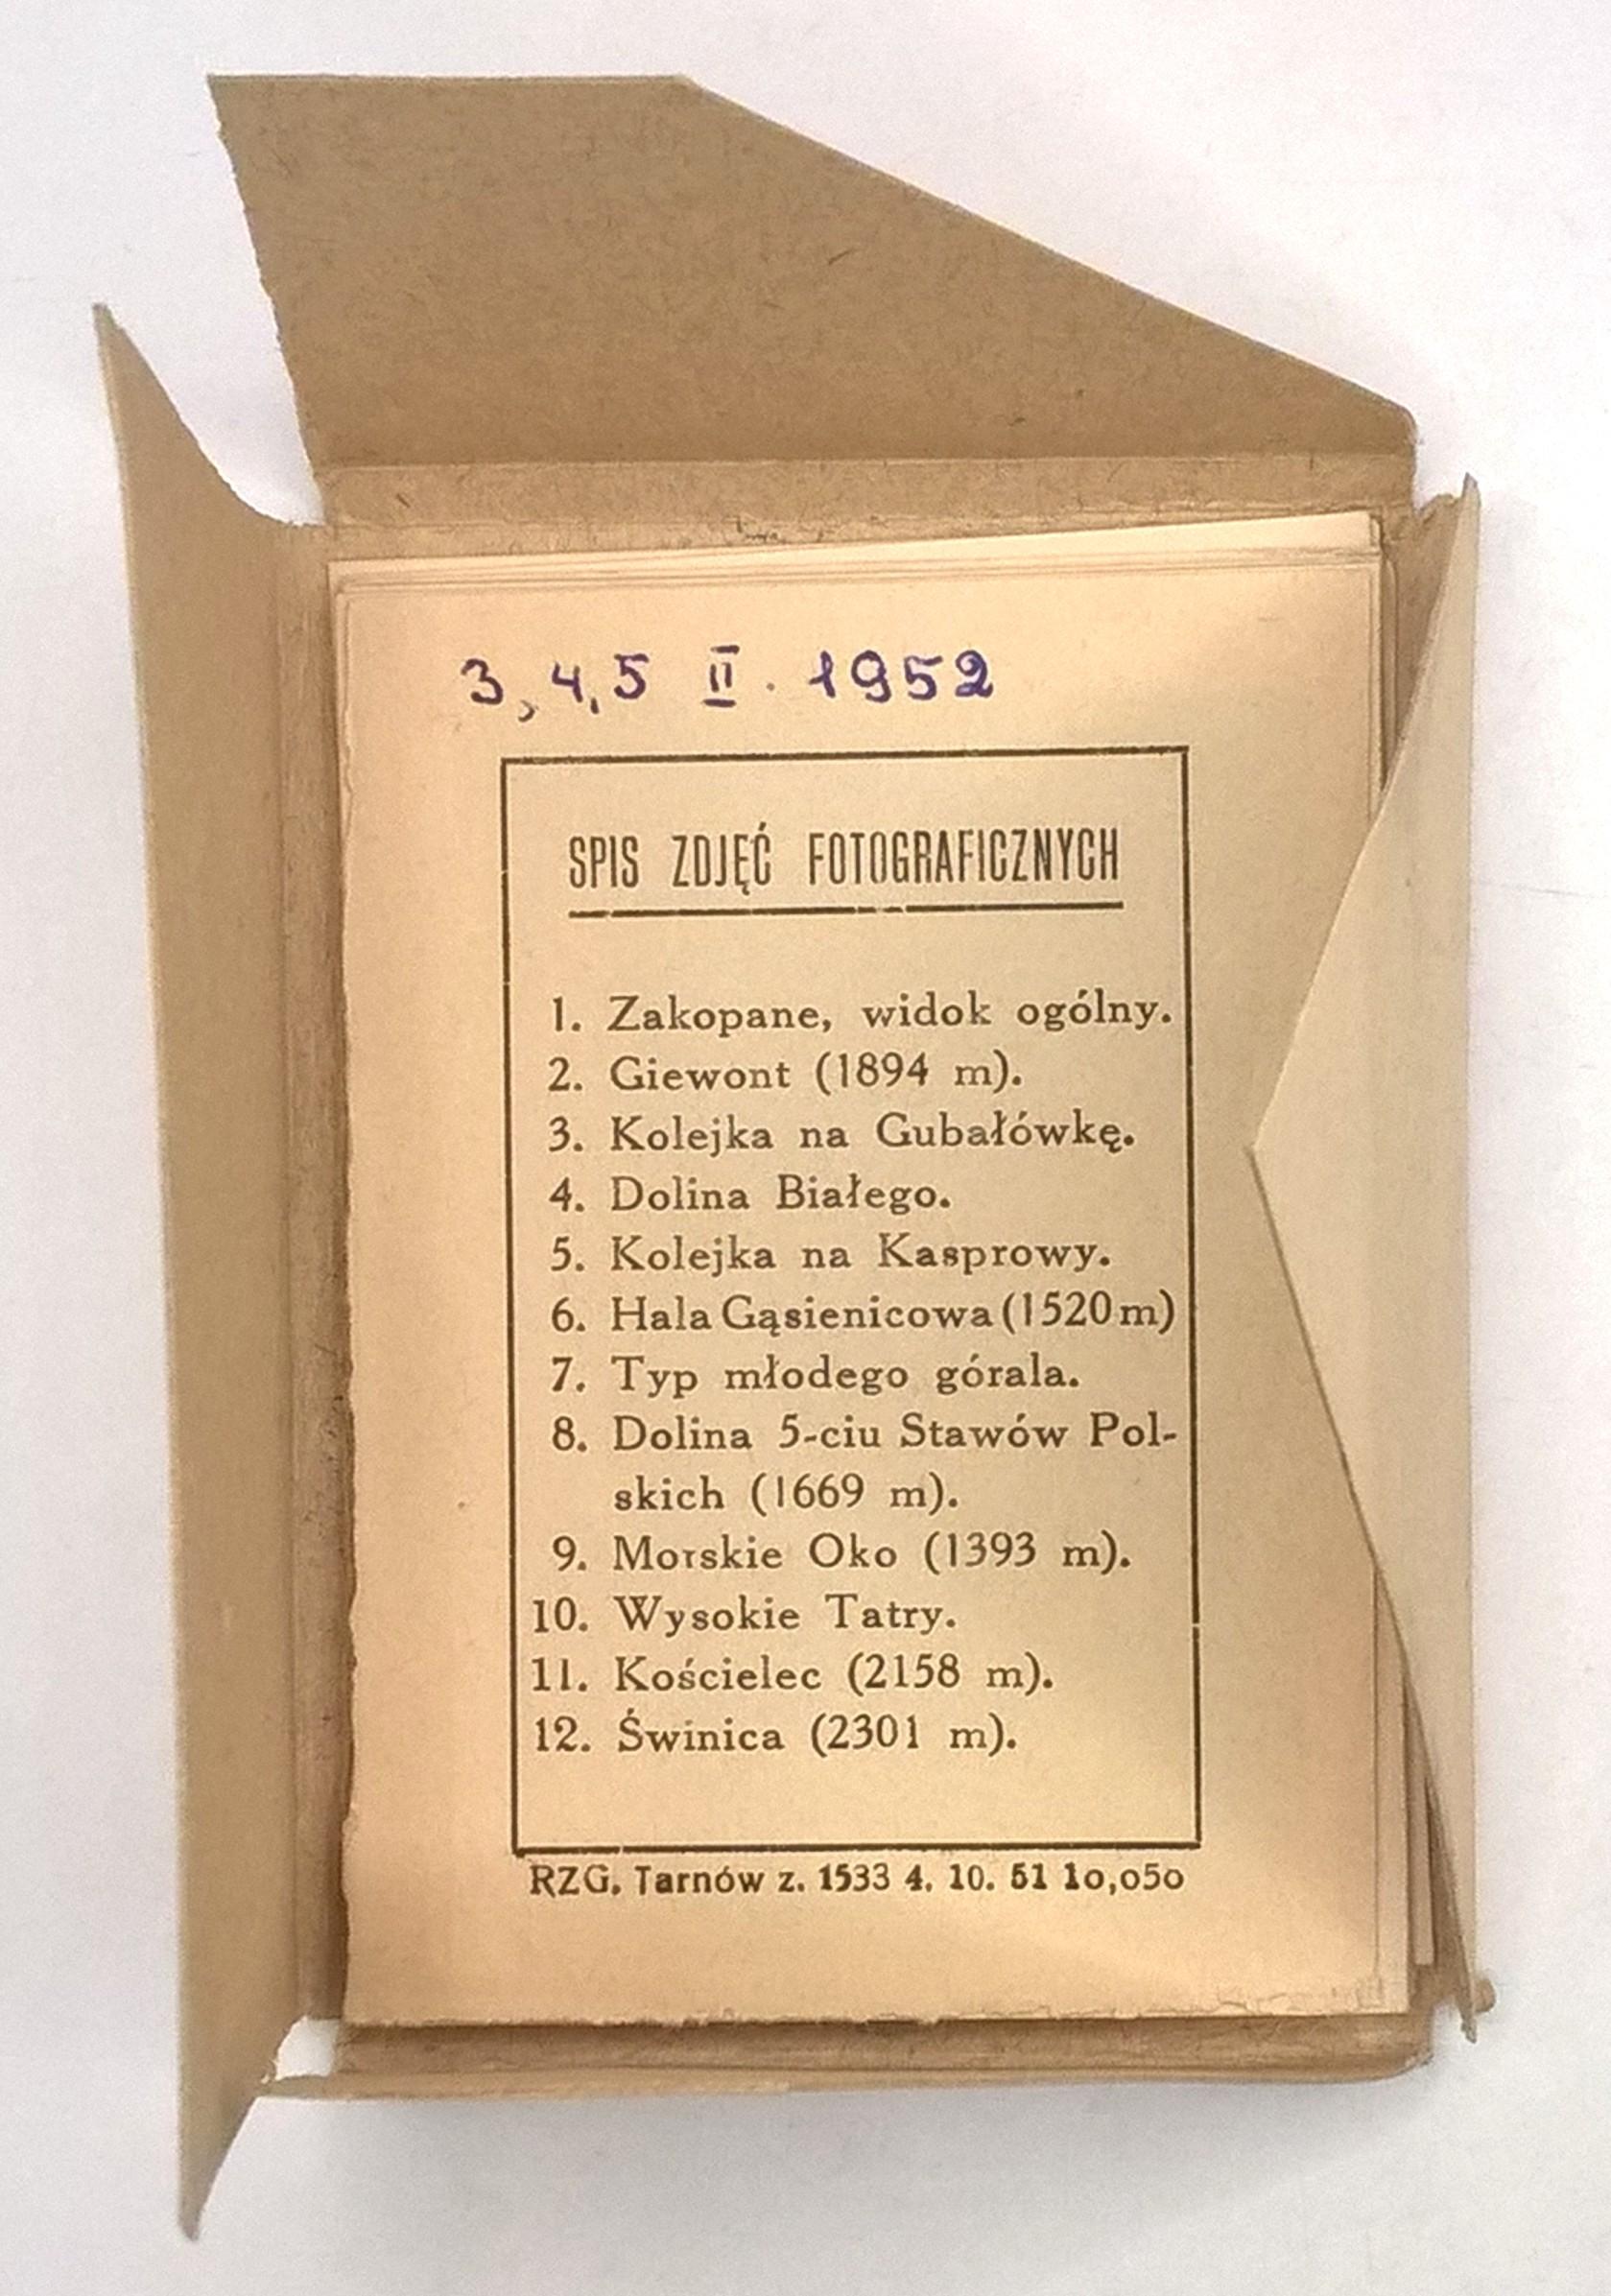 3, 4, 5 II. 1952
SPIS ZDJĘĆ FOTOGRAFICZNYCH
1. Zakopane, widok ogólny.
2. Giewont (1894 m).
3. Kolejka na Gubałówkę.
4. Dolina Białego.
5. Kolejka na Kasprowy.
6. Hala Gąsienicowa (1520 m)
7. Typ młodego górala.
8. Dolina 5-ciu Stawów Pol-
skich (1669 m).
9. Morskie Oko (1393 m).
10. Wysokie Tatry.
11. Kościelec (2158 m).
12. Świnica (2301 m).
RZG. Tarnów z. 1533 4. 10. 51 10,050